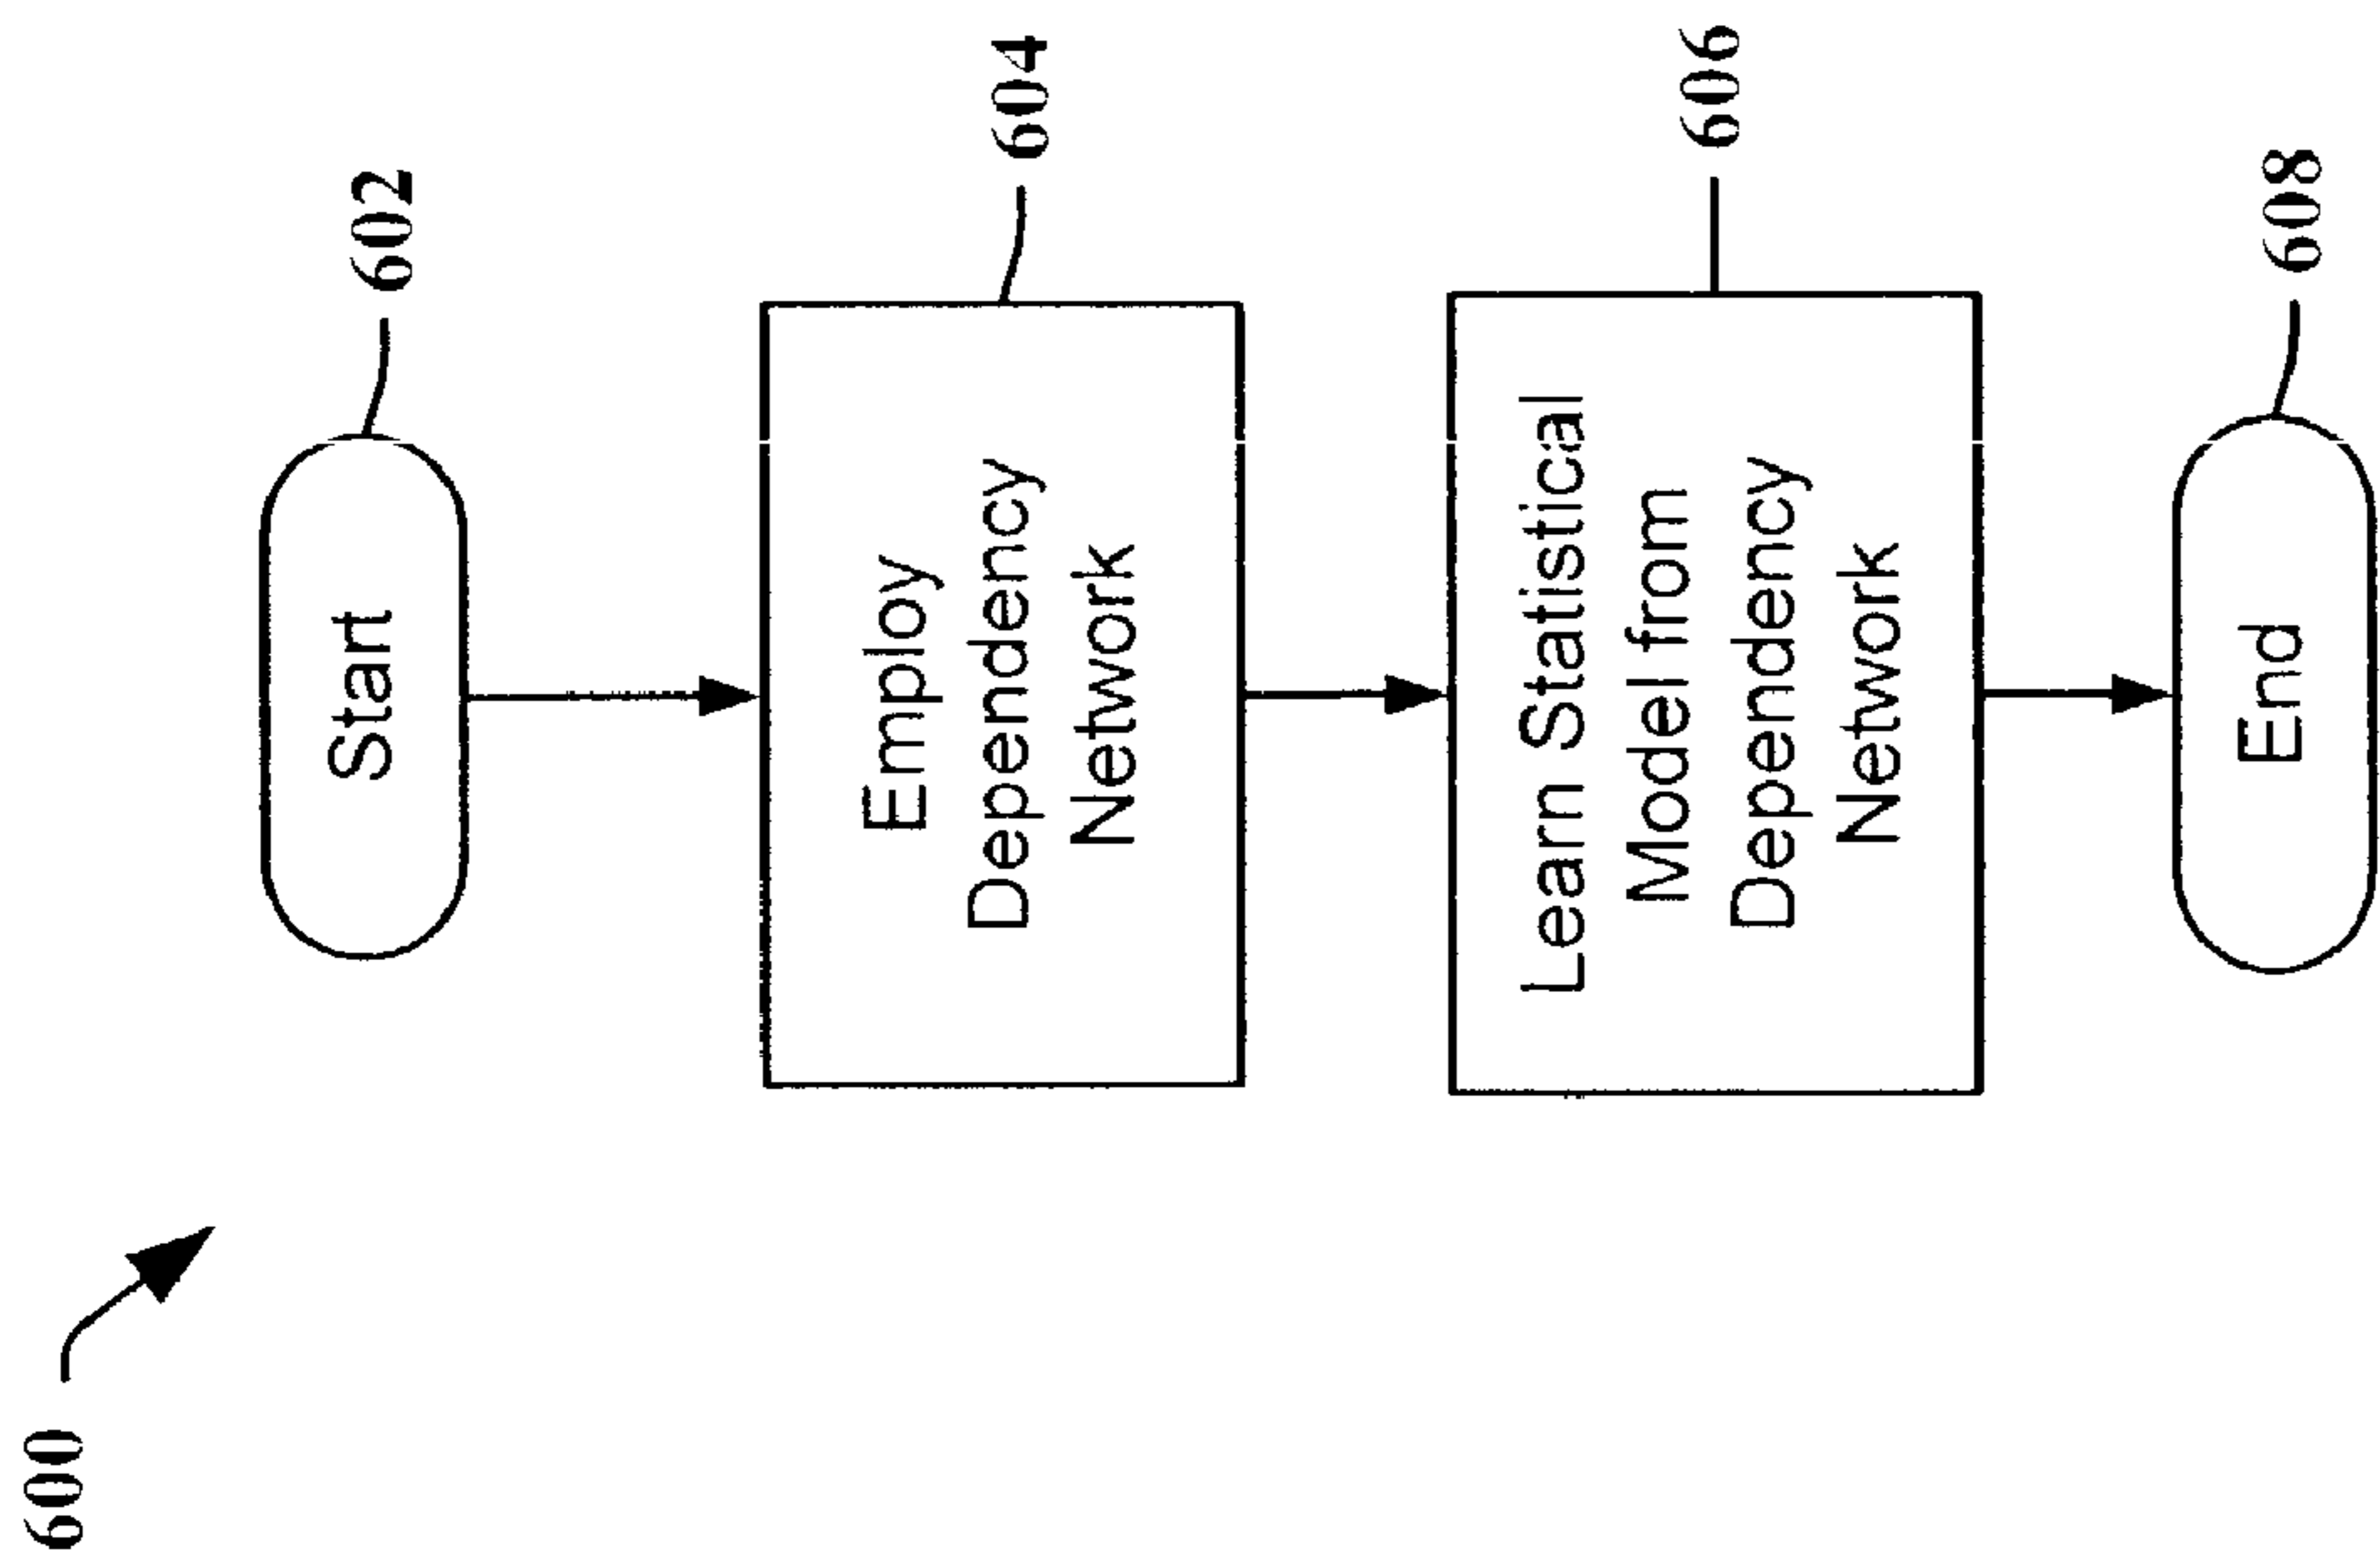 600
Start
602
Employ
Dependency
Network
604
Learn Statistical
Model from
Dependency
Network
606
End
608